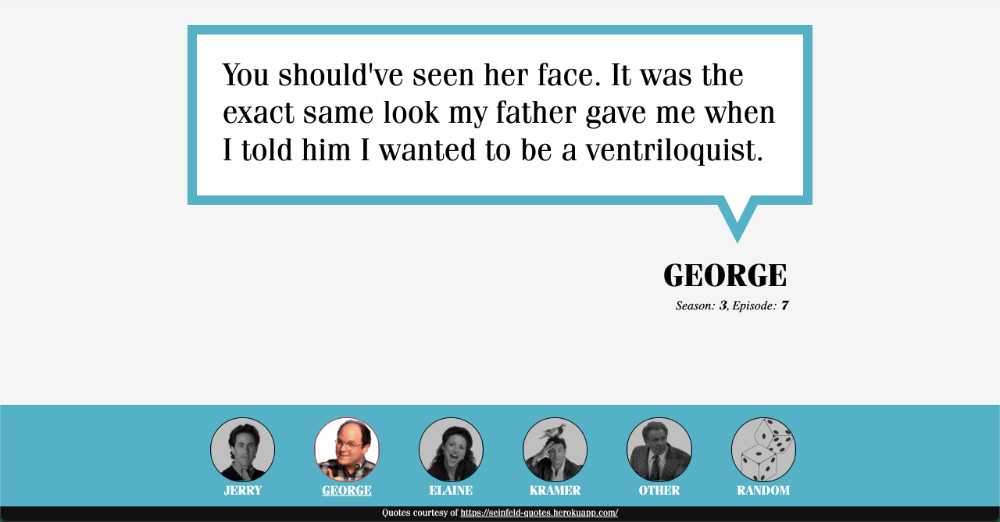 You should've seen her face. It was the
exact same look my father gave me when
I told him I wanted to be a ventriloquist.
GEORGE
Season: 3, Episode: 7
JERRY
GEORGE
ELAINE
KRAMER
OTHER
RANDOM
Quotes courtesy of https://seinfeld-quotes.herokuapp.com/